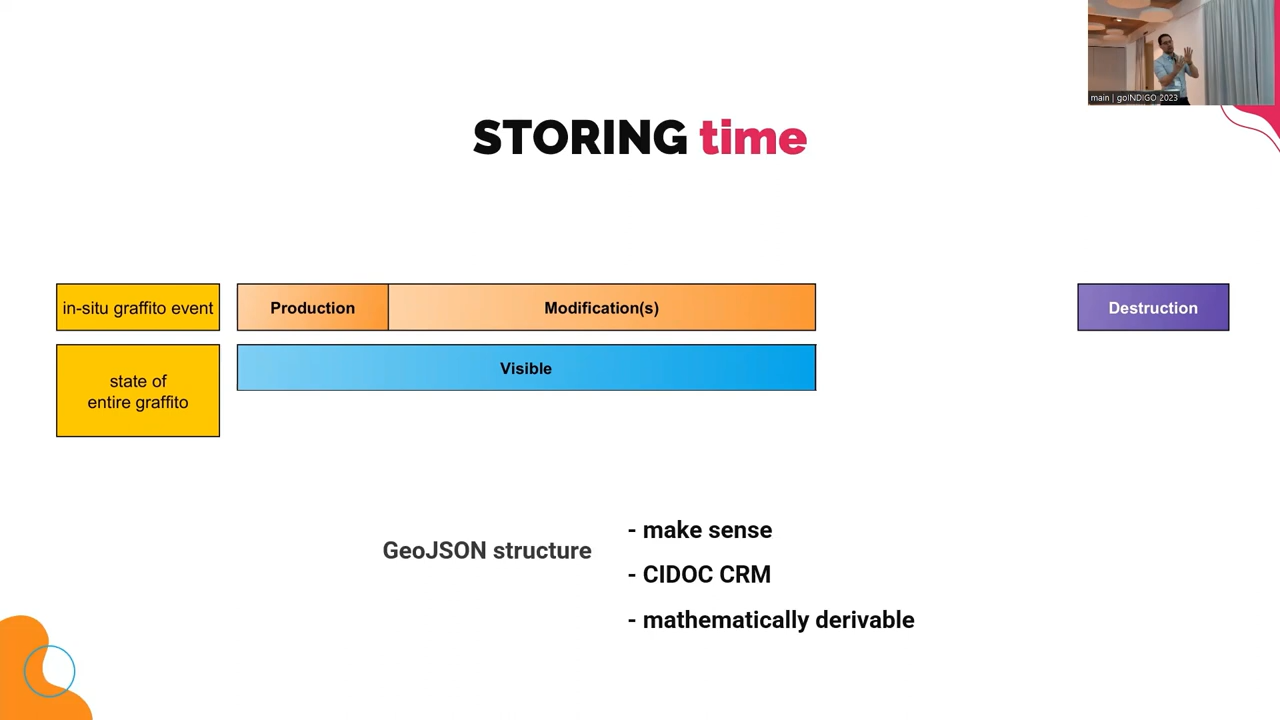 main | goINDIGO 2023
STORING time
in-situ graffito event
Production
Modification(s)
Destruction
state of
entire graffito
Visible
GeoJSON structure
- make sense
- CIDOC CRM
- mathematically derivable